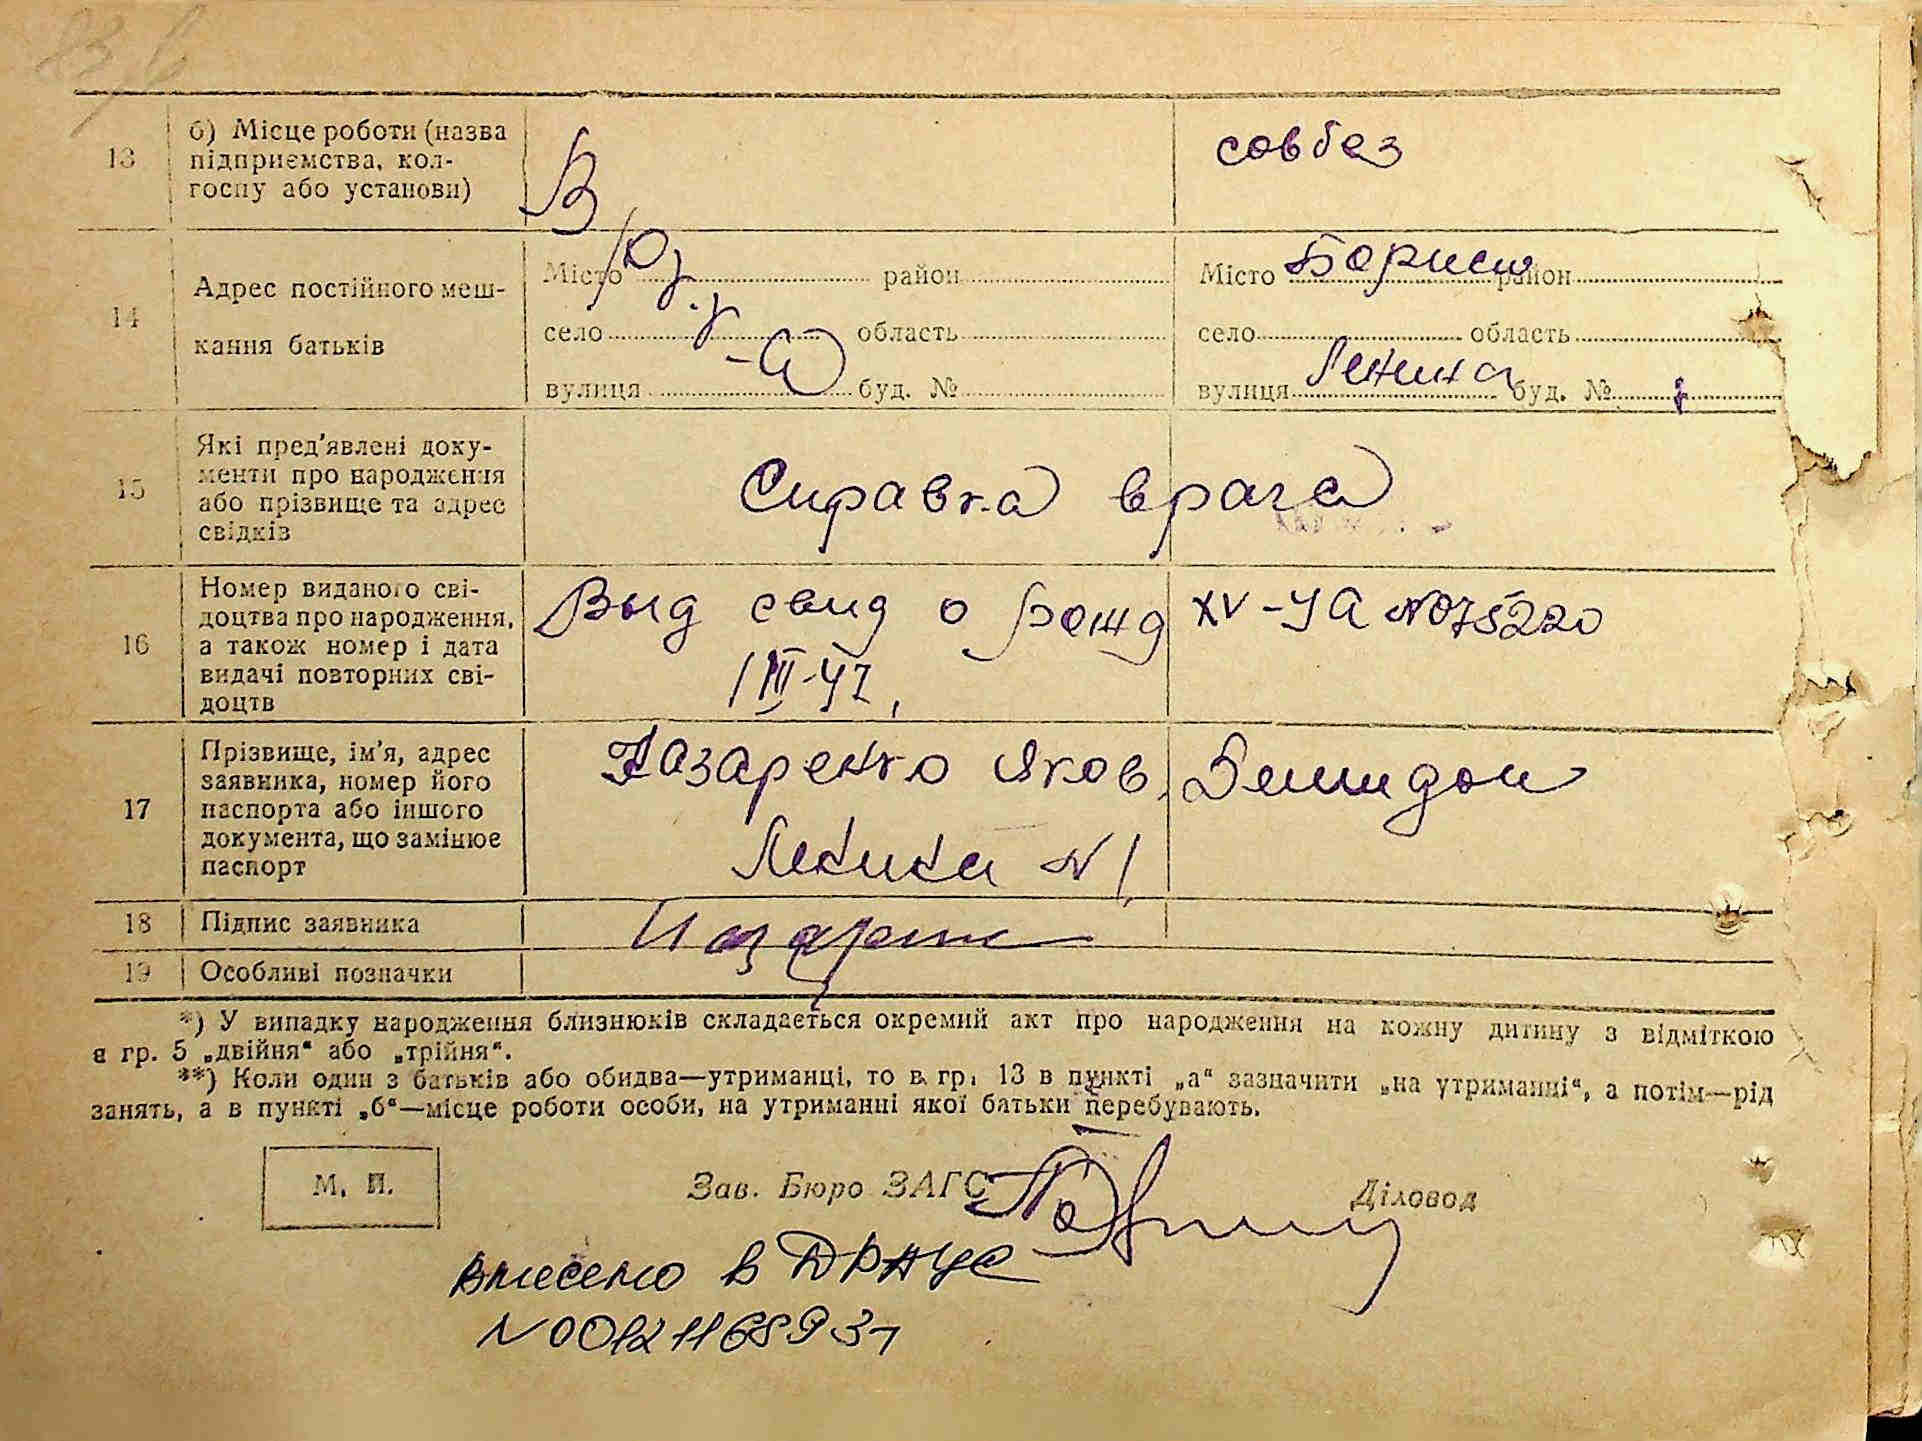 13
б) Місце роботи (назва
підприємства, кол-
госпу або установи)
совбез
14
Адрес постійного меш-
кання батьків
Місто район
село область
вулиця буд. №
Місто Борисп район
село область
вулиця Ленина буд. №
15
Які пред'явлені доку-
менти про народження
або прізвище та адрес
свідків
Справка врача
16
Номер виданого сві-
доцтва про народження,
а також номер і дата
видачі повторних сві-
доцтв
Выд свид о рожд XV-УА №075220
1 III-47,
17
Прізвище, ім'я, адрес
заявника, номер його
паспорта або іншого
документа, що замінює
паспорт
Назаренко Яков Демидов
Ленина №1
18
Підпис заявника
19
Особливі позначки
*) У випадку народження близнюків складається окремий акт про народження на кожну дитину з відміткою
в гр. 5 „двійня“ або „трійня“.
**) Коли один з батьків або обидва—утриманці, то в гр. 13 в пункті „а“ зазначити „на утриманні“, а потім—рід
занять, а в пункті „б“—місце роботи особи, на утриманні якої батьки перебувають.
М. П.
Зав. Бюро ЗАГС
Діловод
внесено в ДРАЦС
№00121168931